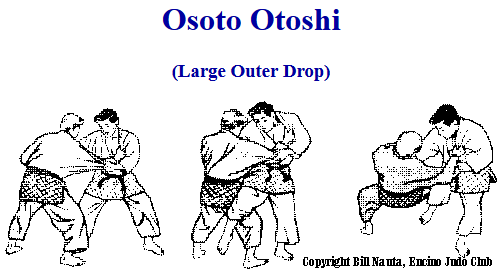 Osoto Otoshi
(Large Outer Drop)
Copyright Bill Nauta, Encino Judo Club